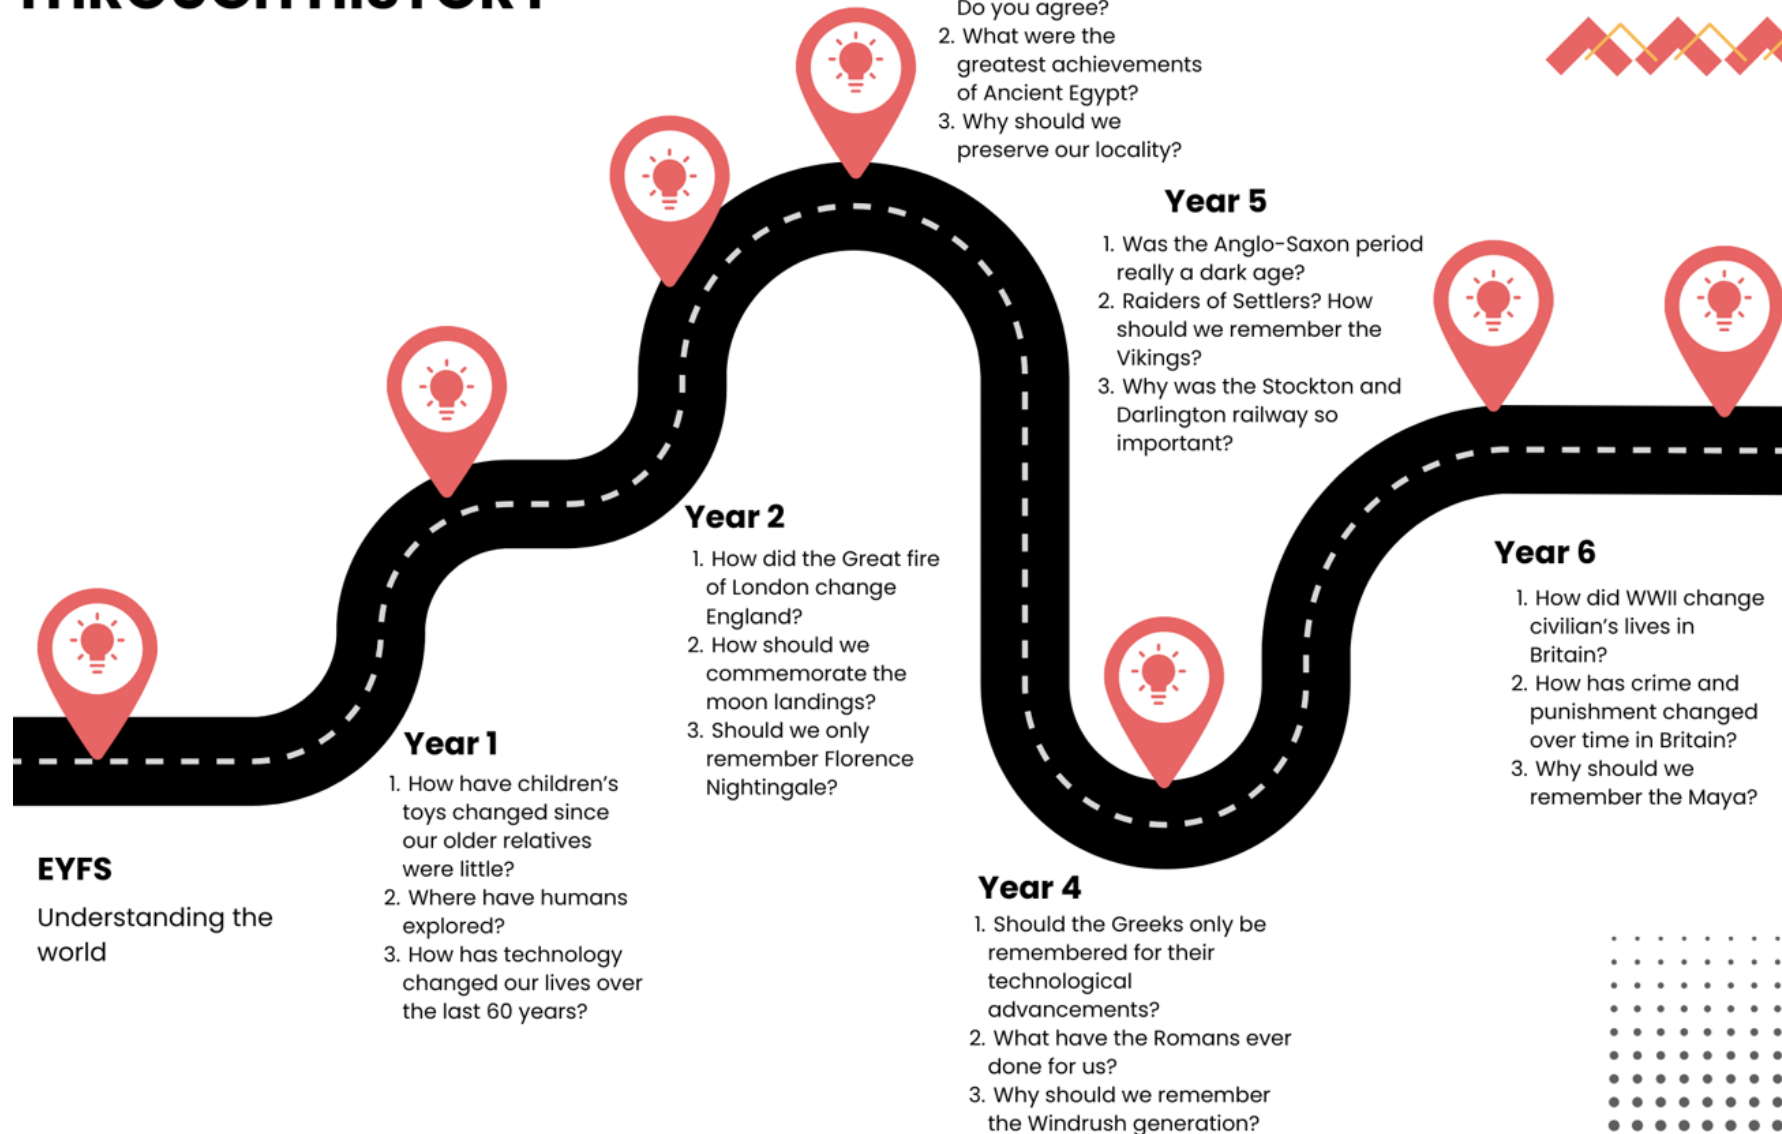 THROUGH HISTORY
Do you agree?
2. What were the
greatest achievements
of Ancient Egypt?
3. Why should we
preserve our locality?
Year 5
1. Was the Anglo-Saxon period
really a dark age?
2. Raiders of Settlers? How
should we remember the
Vikings?
3. Why was the Stockton and
Darlington railway so
important?
Year 2
1. How did the Great fire
of London change
England?
2. How should we
commemorate the
moon landings?
3. Should we only
remember Florence
Nightingale?
Year 6
1. How did WWII change
civilian's lives in
Britain?
2. How has crime and
punishment changed
over time in Britain?
3. Why should we
remember the Maya?
Year 1
1. How have children's
toys changed since
our older relatives
were little?
2. Where have humans
explored?
3. How has technology
changed our lives over
the last 60 years?
EYFS
Understanding the
world
Year 4
1. Should the Greeks only be
remembered for their
technological
advancements?
2. What have the Romans ever
done for us?
3. Why should we remember
the Windrush generation?